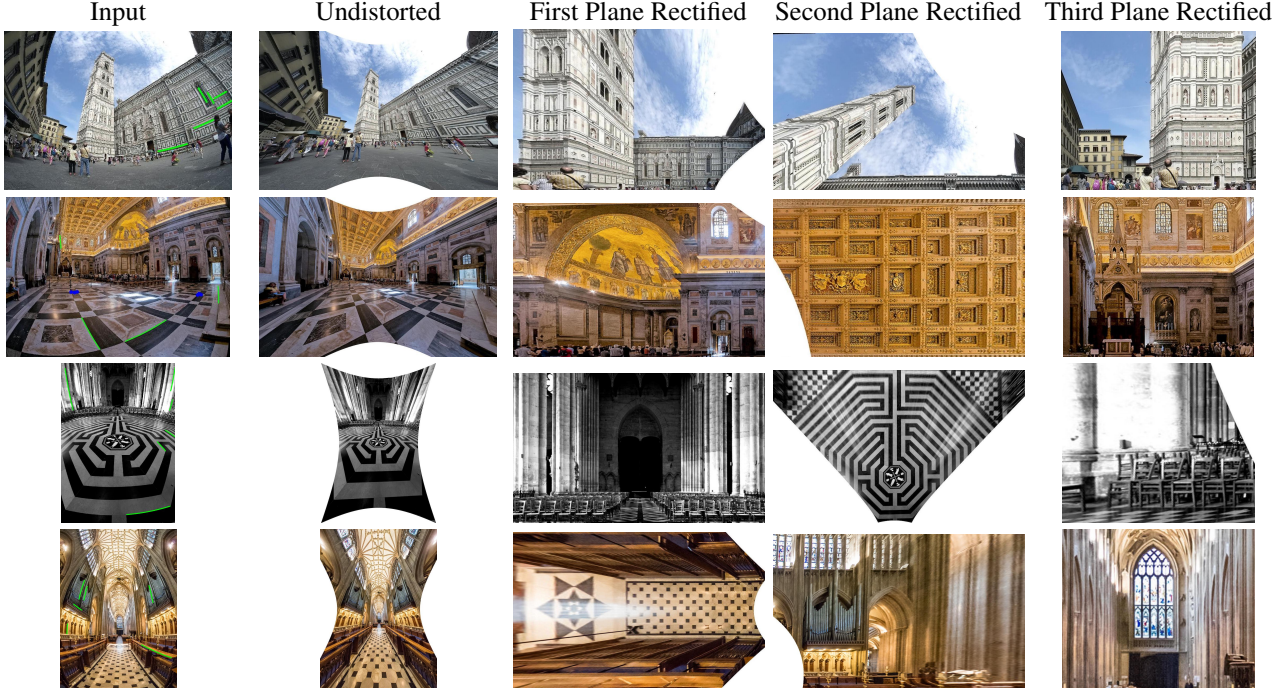 Input
Undistorted
First Plane Rectified
Second Plane Rectified
Third Plane Rectified